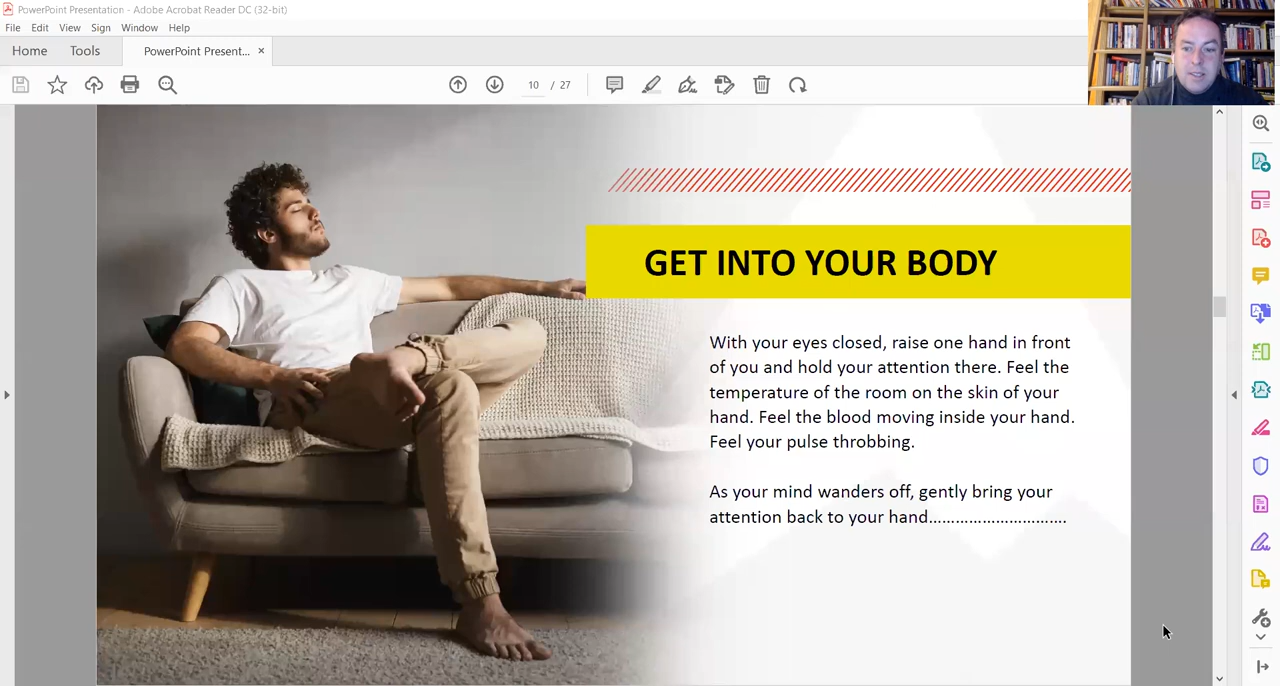 PowerPoint Presentation - Adobe Acrobat Reader DC (32-bit)
File Edit View Sign Window Help
Home Tools PowerPoint Present... ×
10 / 27
GET INTO YOUR BODY
With your eyes closed, raise one hand in front
of you and hold your attention there. Feel the
temperature of the room on the skin of your
hand. Feel the blood moving inside your hand.
Feel your pulse throbbing.
As your mind wanders off, gently bring your
attention back to your hand……………………….